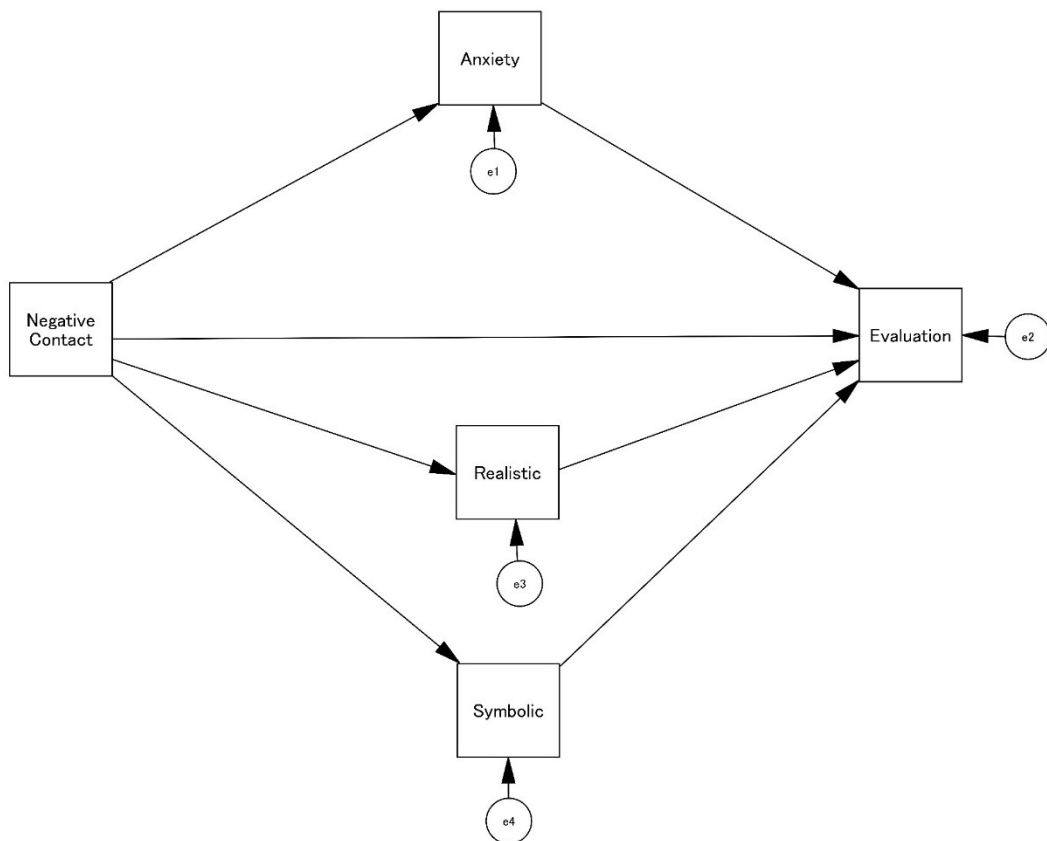 Anxiety
e1
Negative
Contact
Evaluation
e2
Realistic
e3
Symbolic
e4